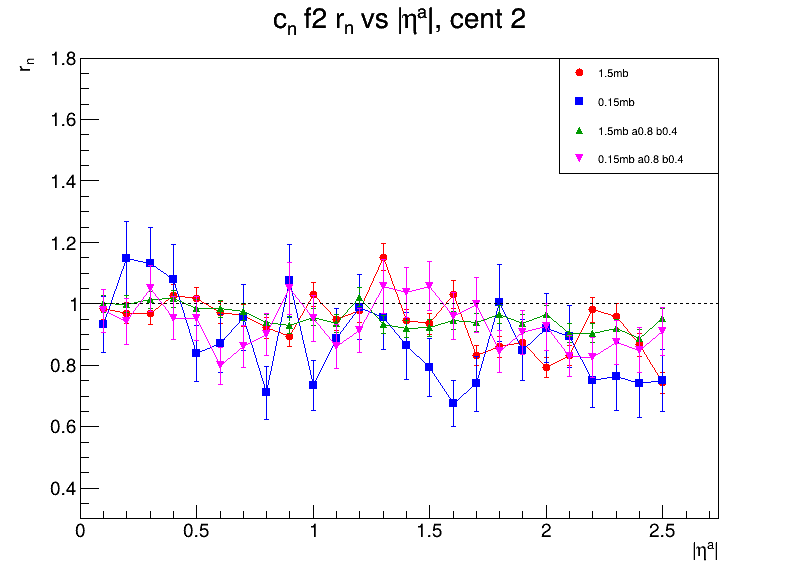 c_n f2 r_n vs |η^a|, cent 2
r_n
1.8
1.6
1.4
1.2
1
0.8
0.6
0.4
1.5mb
0.15mb
1.5mb a0.8 b0.4
0.15mb a0.8 b0.4
0 0.5 1 1.5 2 2.5
|η^a|